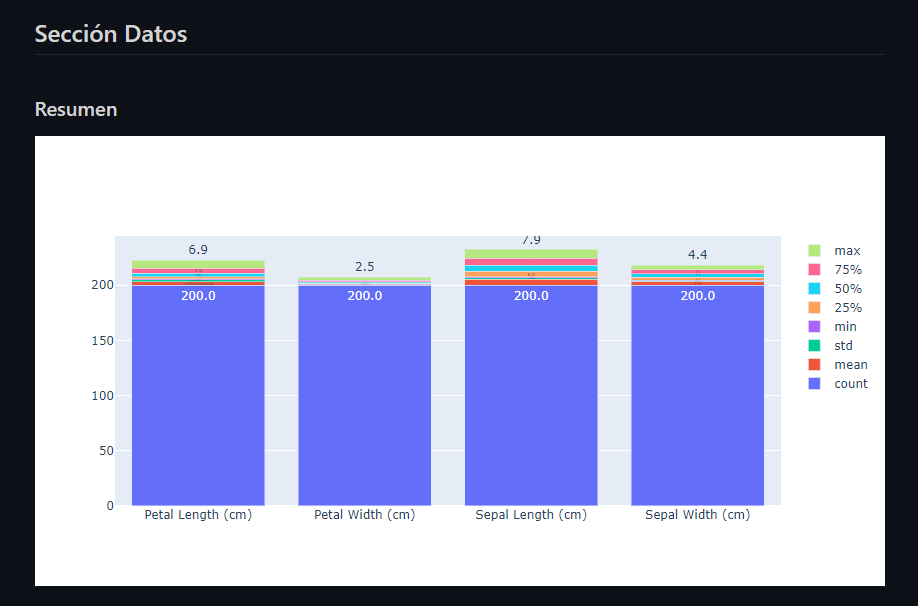 Sección Datos
Resumen
6.9
2.5
7.9
4.4
200.0
200.0
200.0
200.0
200
150
100
50
0
Petal Length (cm)
Petal Width (cm)
Sepal Length (cm)
Sepal Width (cm)
max
75%
50%
25%
min
std
mean
count